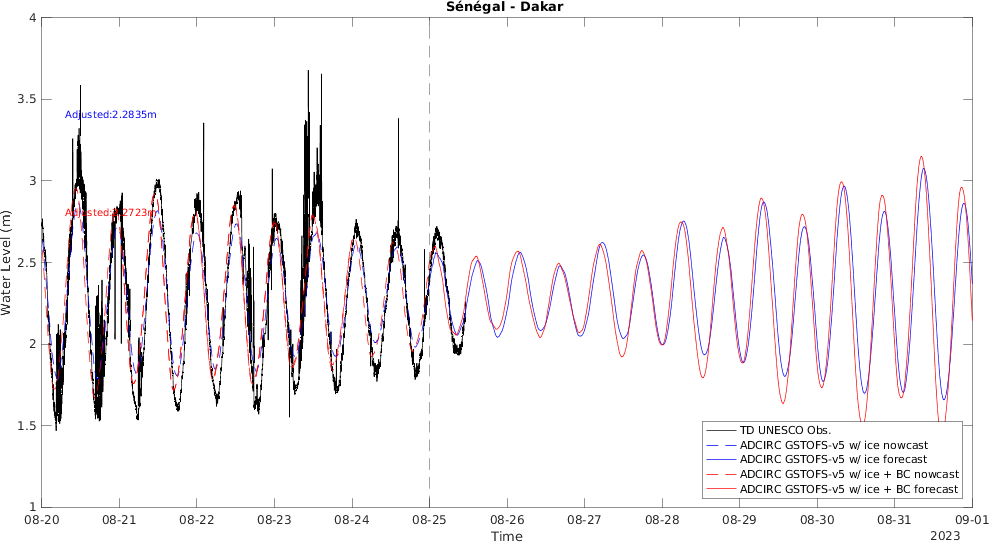 Sénégal - Dakar
Water Level (m)
4
3.5
3
2.5
2
1.5
1
Adjusted:2.2835m
Adjusted:2.2723m
TD UNESCO Obs.
ADCIRC GSTOFS-v5 w/ ice nowcast
ADCIRC GSTOFS-v5 w/ ice forecast
ADCIRC GSTOFS-v5 w/ ice + BC nowcast
ADCIRC GSTOFS-v5 w/ ice + BC forecast
08-20 08-21 08-22 08-23 08-24 08-25 08-26 08-27 08-28 08-29 08-30 08-31 09-01
Time
2023